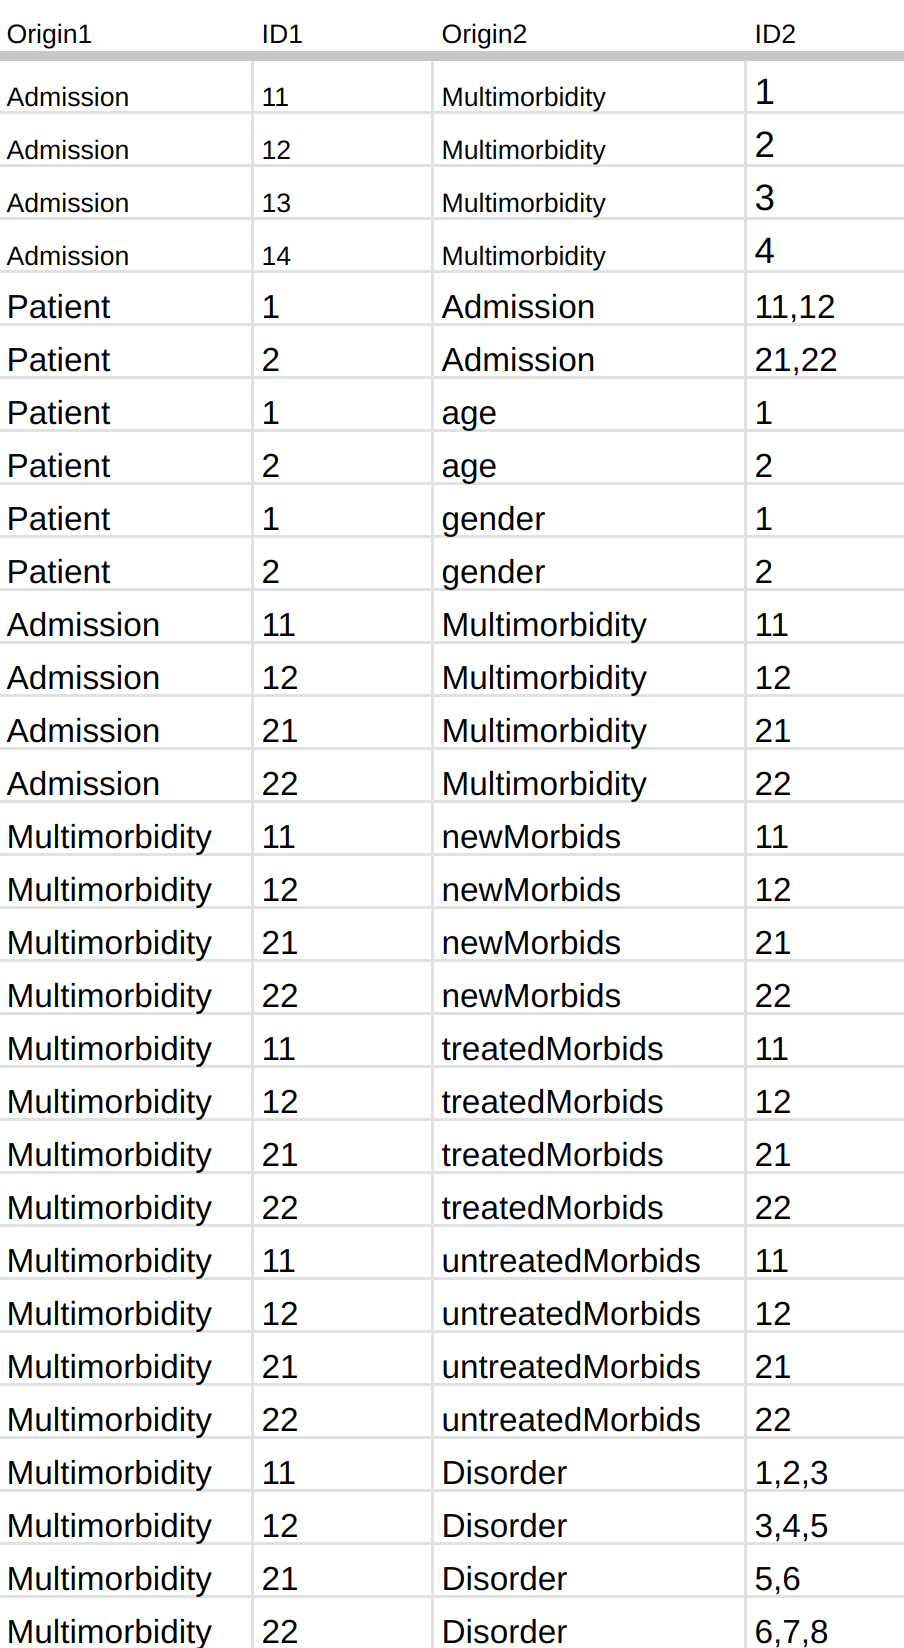 Origin1 ID1 Origin2 ID2
Admission 11 Multimorbidity 1
Admission 12 Multimorbidity 2
Admission 13 Multimorbidity 3
Admission 14 Multimorbidity 4
Patient 1 Admission 11,12
Patient 2 Admission 21,22
Patient 1 age 1
Patient 2 age 2
Patient 1 gender 1
Patient 2 gender 2
Admission 11 Multimorbidity 11
Admission 12 Multimorbidity 12
Admission 21 Multimorbidity 21
Admission 22 Multimorbidity 22
Multimorbidity 11 newMorbids 11
Multimorbidity 12 newMorbids 12
Multimorbidity 21 newMorbids 21
Multimorbidity 22 newMorbids 22
Multimorbidity 11 treatedMorbids 11
Multimorbidity 12 treatedMorbids 12
Multimorbidity 21 treatedMorbids 21
Multimorbidity 22 treatedMorbids 22
Multimorbidity 11 untreatedMorbids 11
Multimorbidity 12 untreatedMorbids 12
Multimorbidity 21 untreatedMorbids 21
Multimorbidity 22 untreatedMorbids 22
Multimorbidity 11 Disorder 1,2,3
Multimorbidity 12 Disorder 3,4,5
Multimorbidity 21 Disorder 5,6
Multimorbidity 22 Disorder 6,7,8